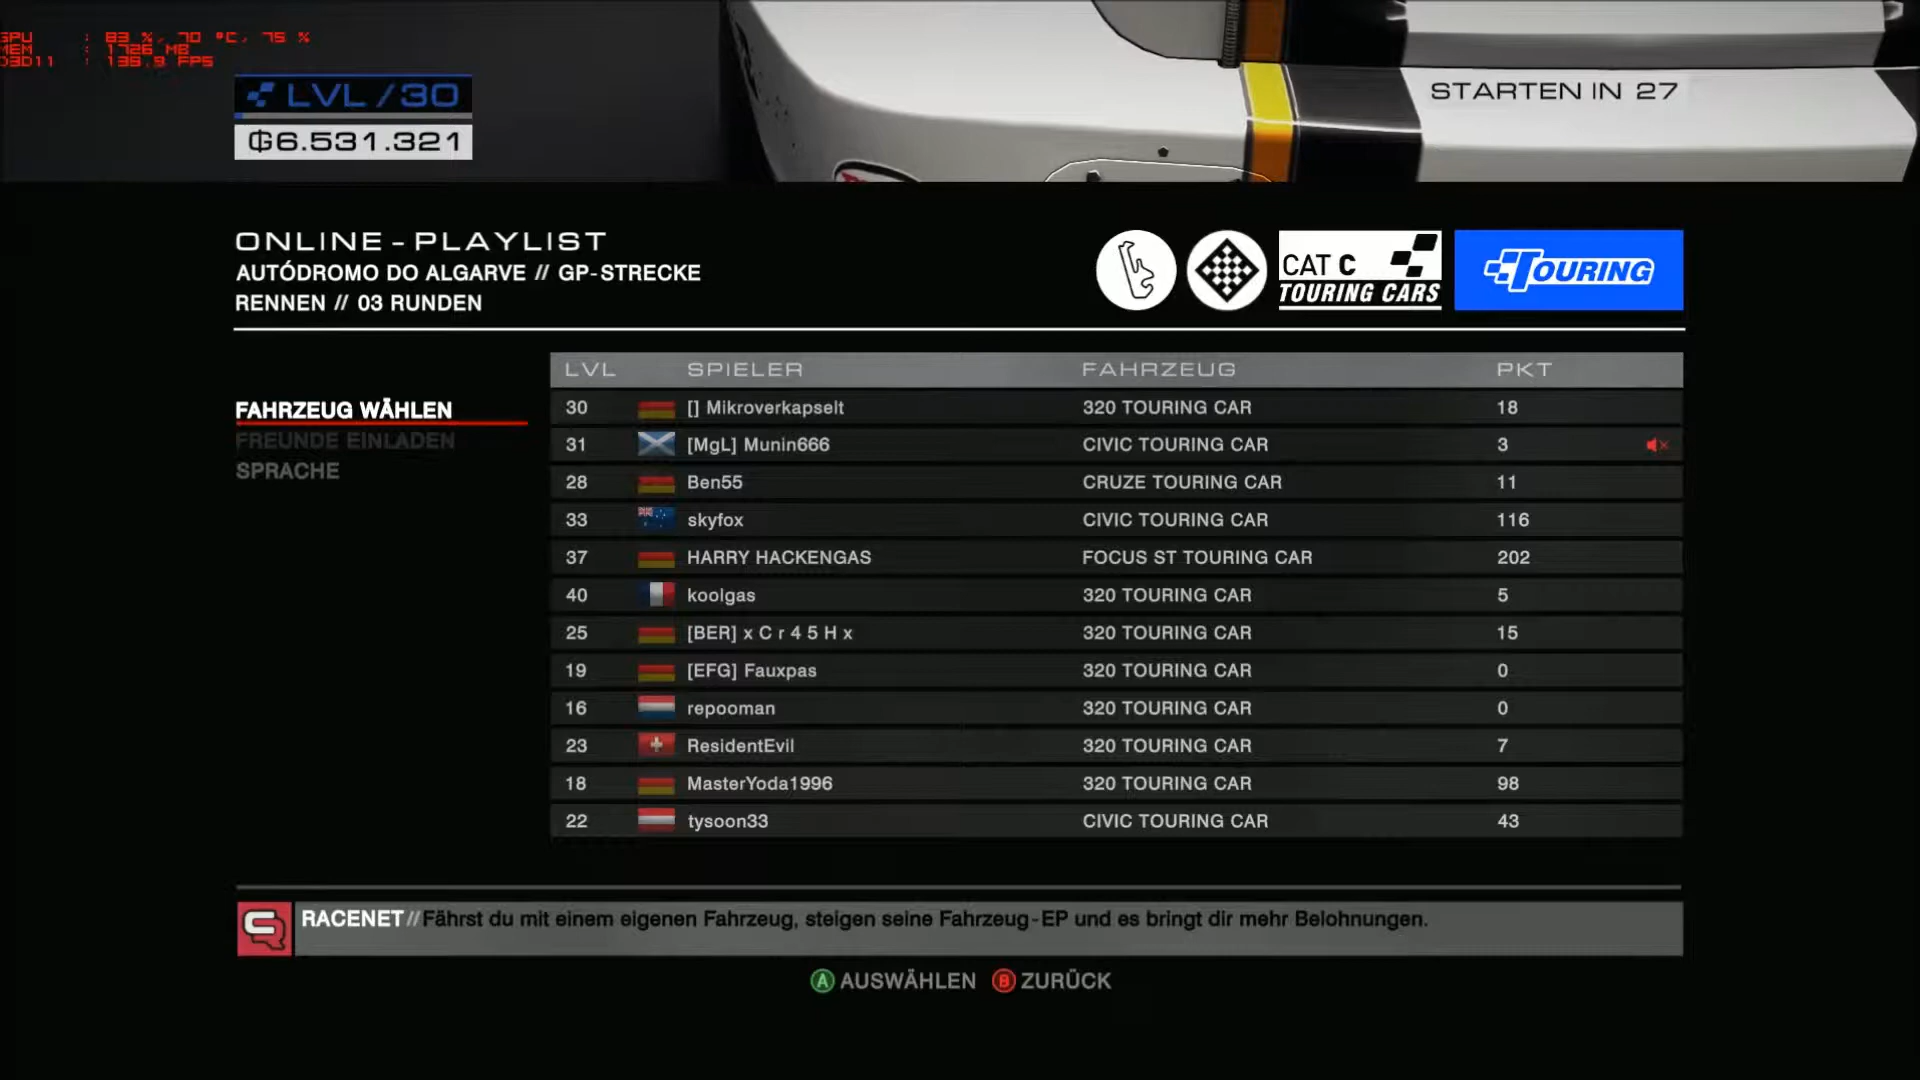 GPU : 83 %, 70 °C, 75 %
MEM : 1726 MB
D3D11 : 135.9 FPS
LVL/30
6.531.321
STARTEN IN 27
ONLINE-PLAYLIST
AUTÓDROMO DO ALGARVE // GP-STRECKE
RENNEN // 03 RUNDEN
CAT C
TOURING CARS
TOURING
FAHRZEUG WÄHLEN
FREUNDE EINLADEN
SPRACHE
LVL SPIELER FAHRZEUG PKT
30 [] Mikroverkapselt 320 TOURING CAR 18
31 [MgL] Munin666 CIVIC TOURING CAR 3
28 Ben55 CRUZE TOURING CAR 11
33 skyfox CIVIC TOURING CAR 116
37 HARRY HACKENGAS FOCUS ST TOURING CAR 202
40 koolgas 320 TOURING CAR 5
25 [BER] x C r 4 5 H x 320 TOURING CAR 15
19 [EFG] Fauxpas 320 TOURING CAR 0
16 repooman 320 TOURING CAR 0
23 ResidentEvil 320 TOURING CAR 7
18 MasterYoda1996 320 TOURING CAR 98
22 tysoon33 CIVIC TOURING CAR 43
RACENET // Fährst du mit einem eigenen Fahrzeug, steigen seine Fahrzeug-EP und es bringt dir mehr Belohnungen.
A AUSWÄHLEN B ZURÜCK